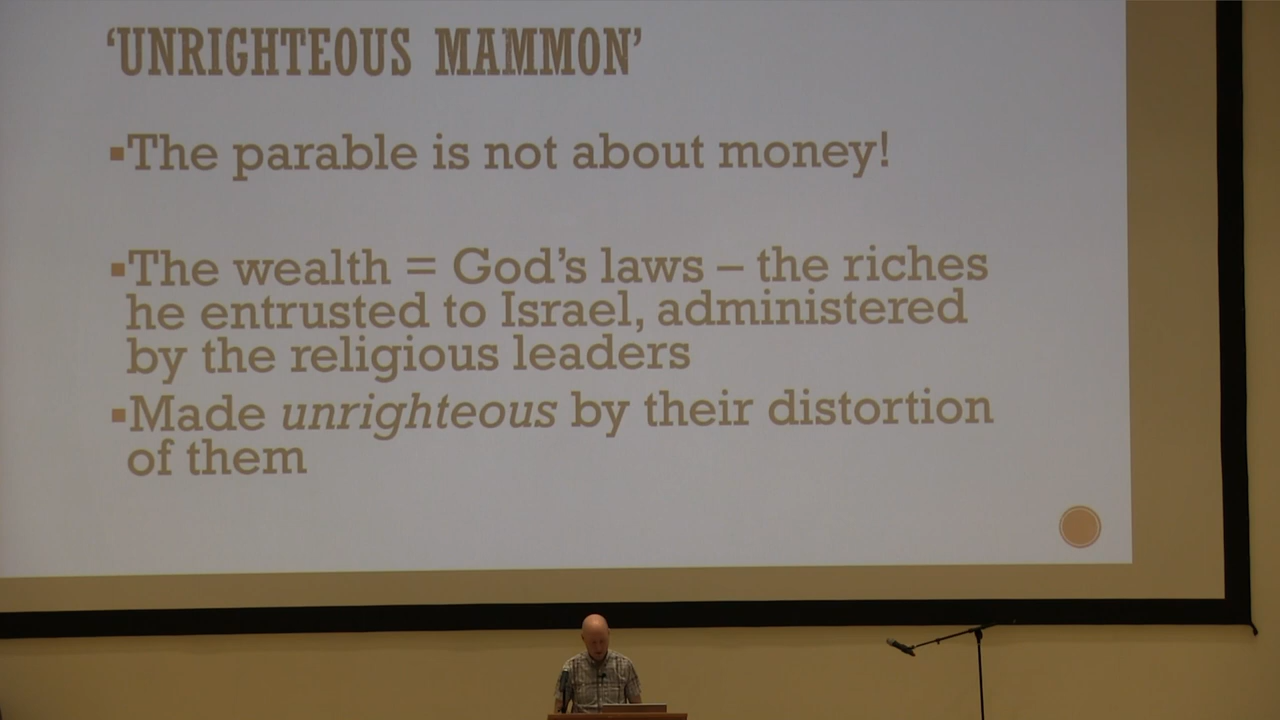 ‘UNRIGHTEOUS MAMMON’
▪The parable is not about money!
▪The wealth = God’s laws – the riches
he entrusted to Israel, administered
by the religious leaders
▪Made unrighteous by their distortion
of them